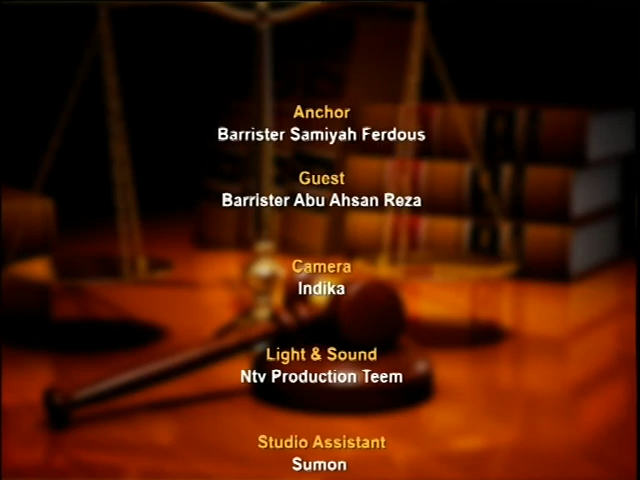 Anchor
Barrister Samiyah Ferdous
Guest
Barrister Abu Ahsan Reza
Camera
Indika
Light & Sound
Ntv Production Teem
Studio Assistant
Sumon